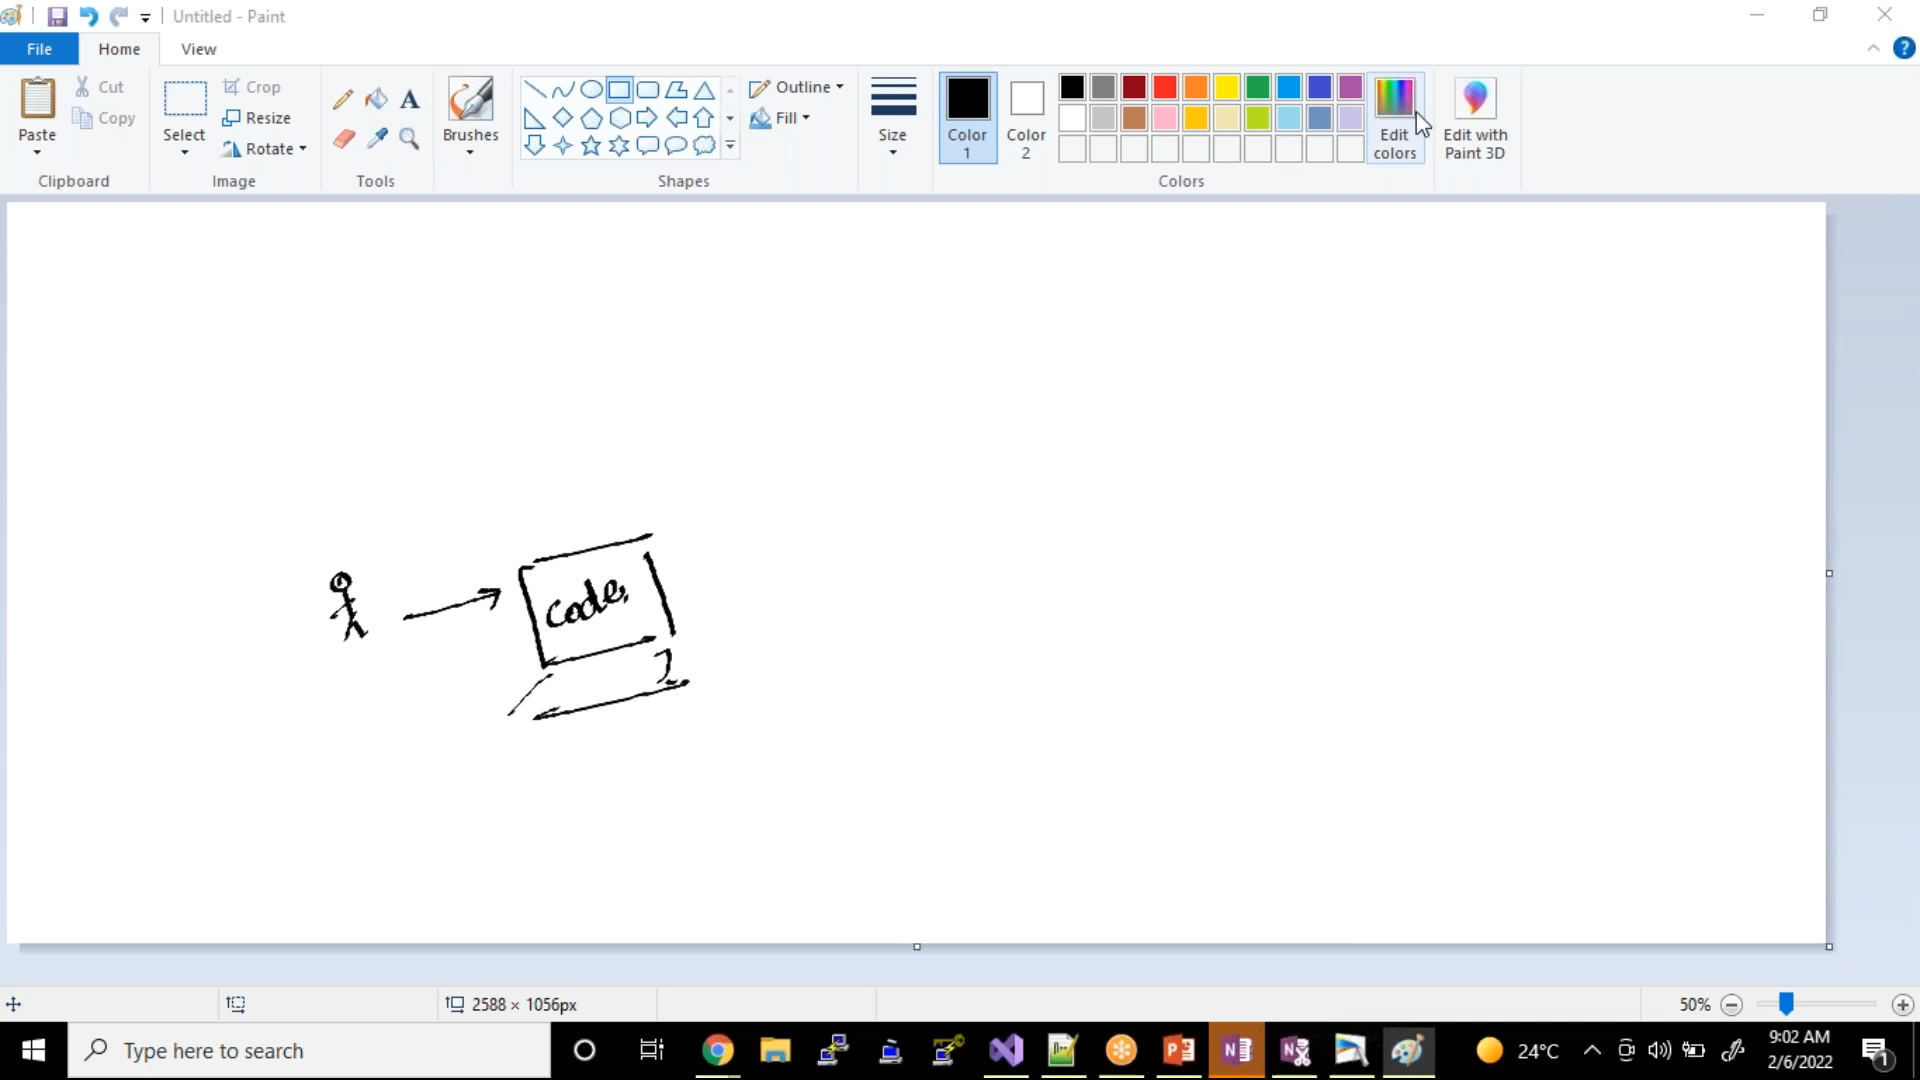 Untitled - Paint
File Home View
Paste
Cut
Copy
Clipboard
Select
Crop
Resize
Rotate
Image
Tools
Brushes
Shapes
Outline
Fill
Size
Color 1
Color 2
Edit colors
Colors
Edit with Paint 3D
Code
2588 × 1056px
50%
Type here to search
24°C
9:02 AM
2/6/2022
1